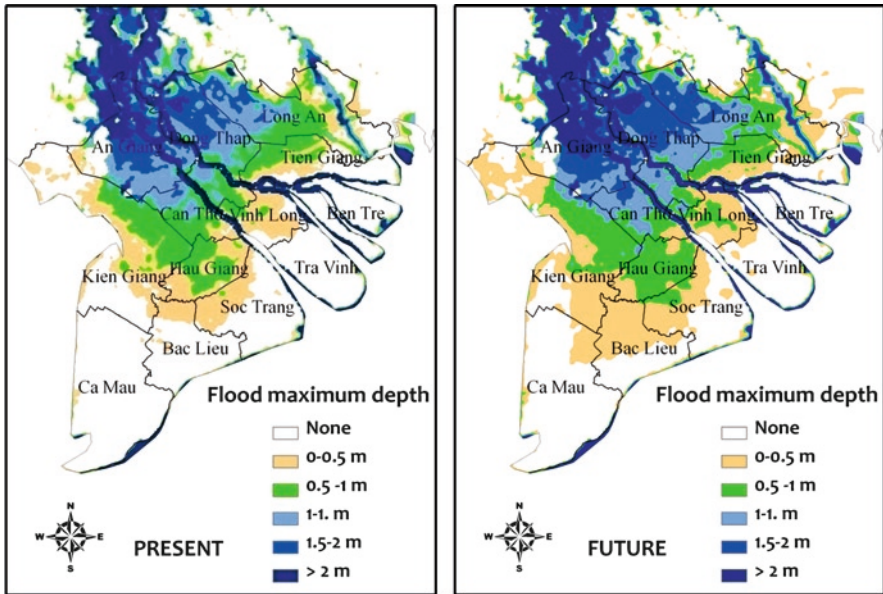 Long An
Dong Thap
An Giang
Tien Giang
Can Tho
Vinh Long
Ben Tre
Kien Giang
Hau Giang
Tra Vinh
Soc Trang
Bac Lieu
Ca Mau
Flood maximum depth
None
0-0.5 m
0.5 -1 m
1-1. m
1.5-2 m
> 2 m
N
W E
S
PRESENT
Long An
Dong Thap
An Giang
Tien Giang
Can Tho
Vinh Long
Ben Tre
Kien Giang
Hau Giang
Tra Vinh
Soc Trang
Bac Lieu
Ca Mau
Flood maximum depth
None
0-0.5 m
0.5 -1 m
1-1. m
1.5-2 m
> 2 m
N
W E
S
FUTURE